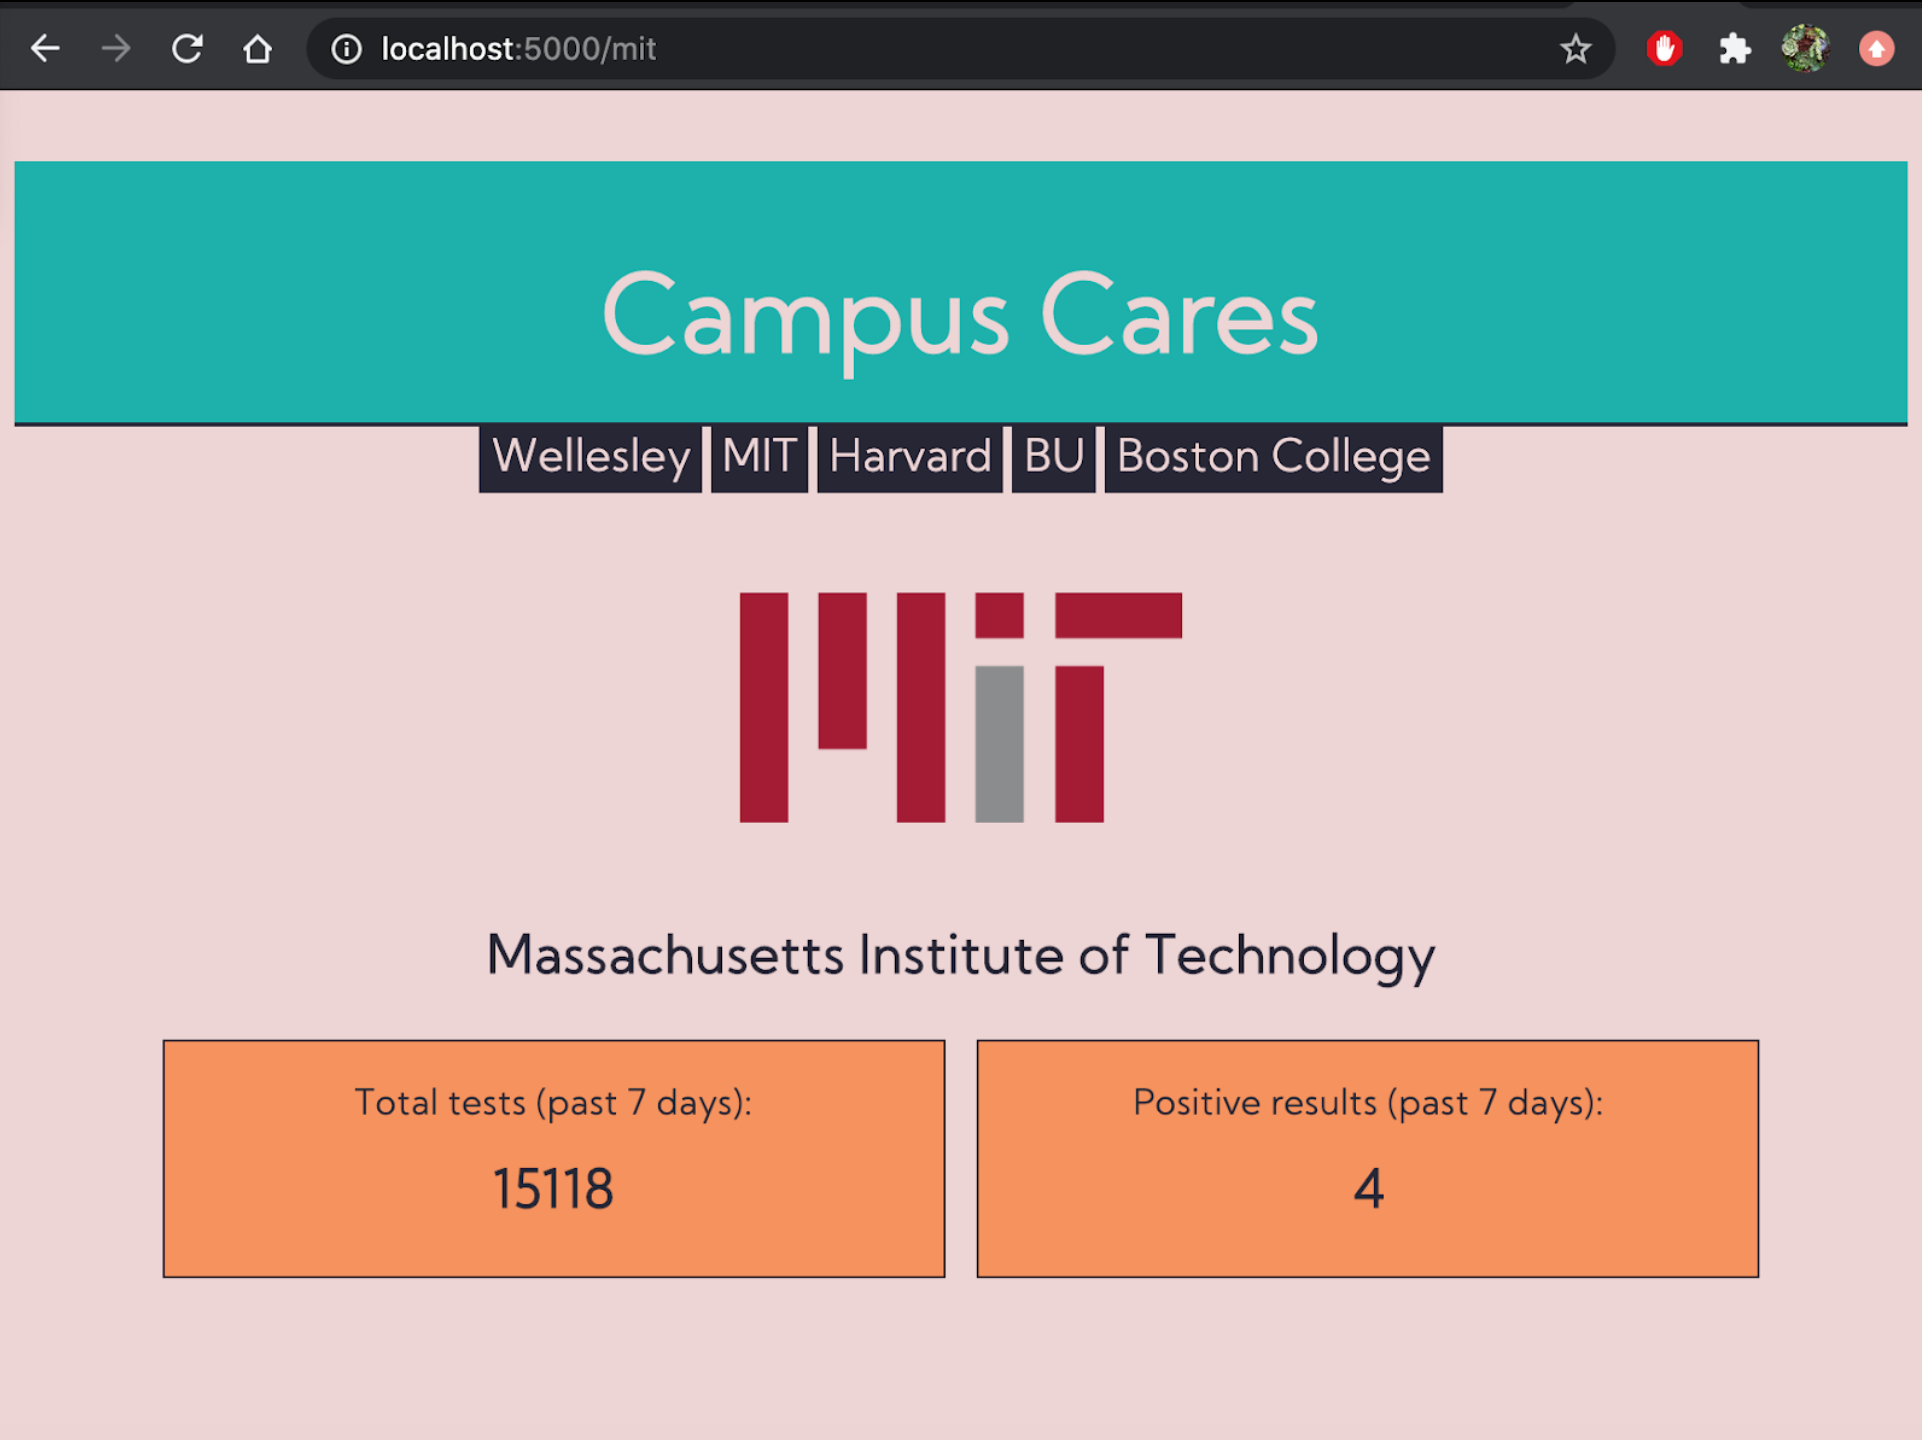 localhost:5000/mit
Campus Cares
Wellesley MIT Harvard BU Boston College
MIT
Massachusetts Institute of Technology
Total tests (past 7 days): Positive results (past 7 days):
15118 4